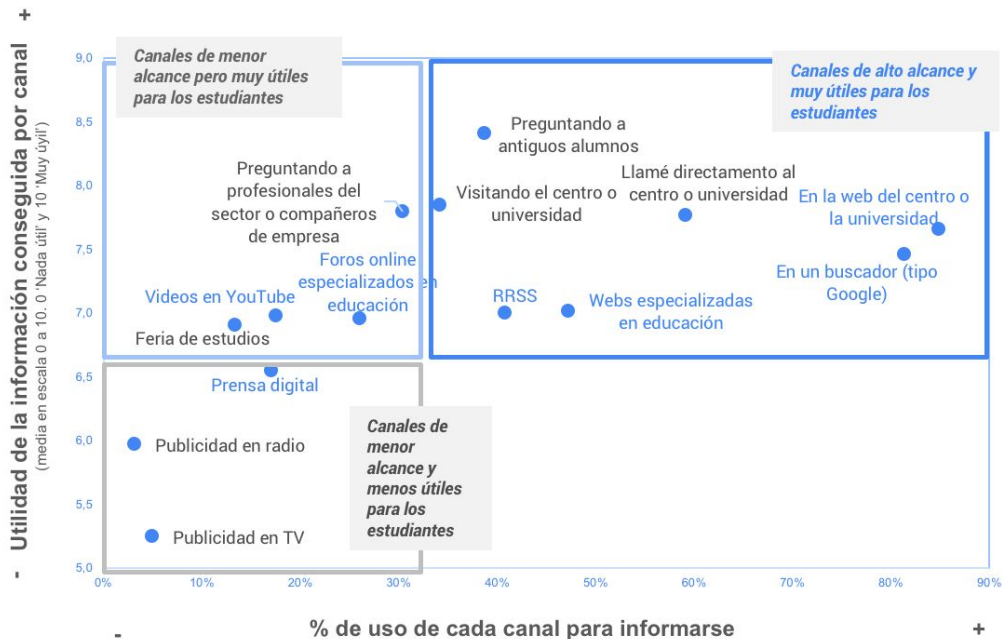 +
Utilidad de la información conseguida por canal
(media en escala 0 a 10. 0 'Nada útil' y 10 'Muy úyil')
-
9,0
8,5
8,0
7,5
7,0
6,5
6,0
5,5
5,0
Canales de menor
alcance pero muy útiles
para los estudiantes
Canales de alto alcance y
muy útiles para los
estudiantes
Preguntando a
antiguos alumnos
Preguntando a
profesionales del
sector o compañeros
de empresa
Visitando el centro o
universidad
Llamé directamento al
centro o universidad
En la web del centro o
la universidad
En un buscador (tipo
Google)
Foros online
especializados en
educación
Videos en YouTube
Feria de estudios
RRSS
Webs especializadas
en educación
Prensa digital
Publicidad en radio
Publicidad en TV
Canales de
menor
alcance y
menos útiles
para los
estudiantes
0%
10%
20%
30%
40%
50%
60%
70%
80%
90%
-
% de uso de cada canal para informarse
+